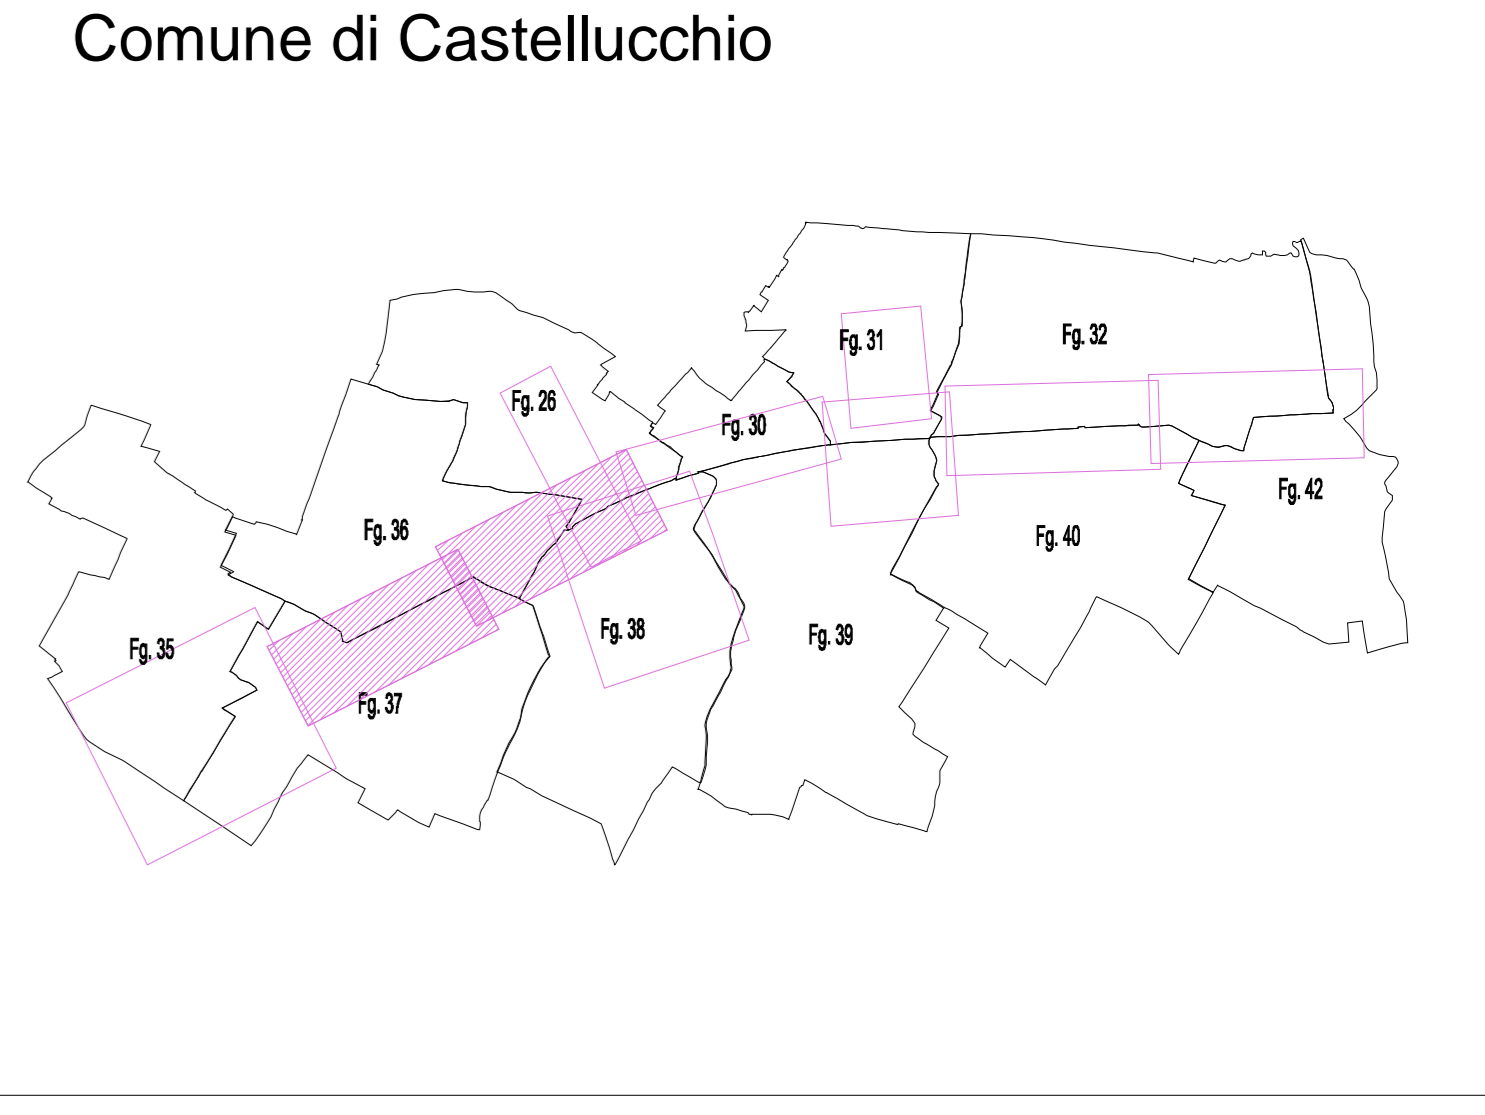 Comune di Castellucchio
Fg. 31
Fg. 32
Fg. 26
Fg. 30
Fg. 42
Fg. 36
Fg. 40
Fg. 38
Fg. 39
Fg. 35
Fg. 37